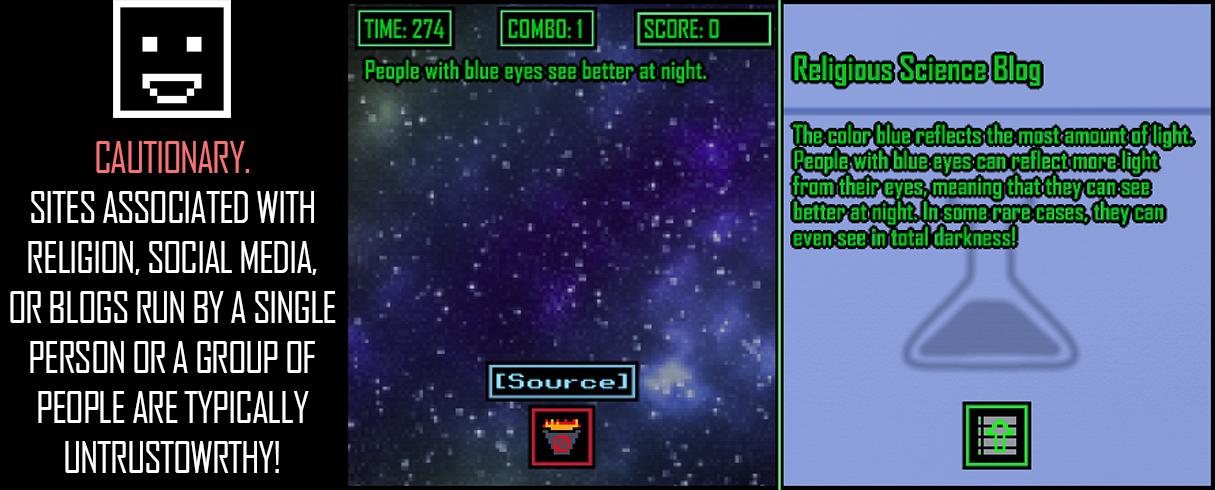 CAUTIONARY.
SITES ASSOCIATED WITH
RELIGION, SOCIAL MEDIA,
OR BLOGS RUN BY A SINGLE
PERSON OR A GROUP OF
PEOPLE ARE TYPICALLY
UNTRUSTOWRTHY!
TIME: 274
COMBO: 1
SCORE: 0
People with blue eyes see better at night.
[Source]
Religious Science Blog
The color blue reflects the most amount of light.
People with blue eyes can reflect more light
from their eyes, meaning that they can see
better at night. In some rare cases, they can
even see in total darkness!